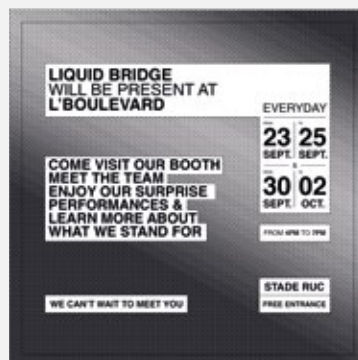 LIQUID BRIDGE
WILL BE PRESENT AT
L'BOULEVARD
EVERYDAY
23 25
SEPT. SEPT.
&
30 02
SEPT. OCT.
COME VISIT OUR BOOTH
MEET THE TEAM
ENJOY OUR SURPRISE
PERFORMANCES &
LEARN MORE ABOUT
WHAT WE STAND FOR
FROM 4PM TO 7PM
STADE RUC
FREE ENTRANCE
WE CAN'T WAIT TO MEET YOU